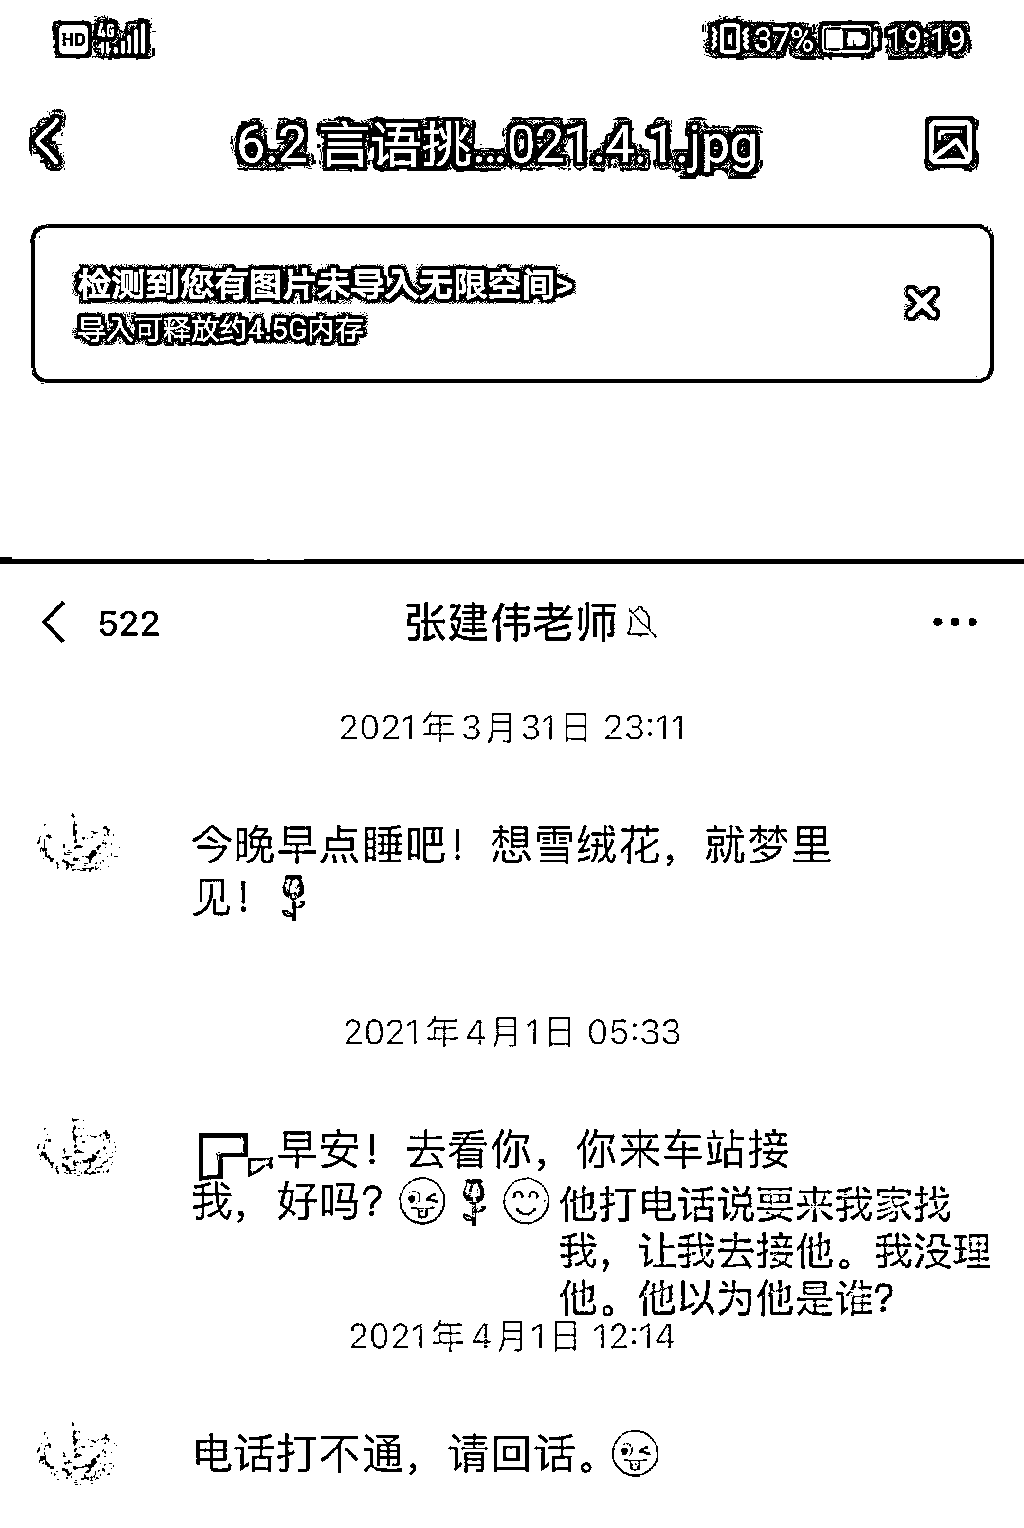 HD 4G 37% 19:19
6.2 言语挑...021.4.1.jpg
检测到您有图片未导入无限空间>
导入可释放约4.5G内存
522 张建伟老师
2021年3月31日 23:11
今晚早点睡吧！想雪绒花，就梦里
见！🌹
2021年4月1日 05:33
早安！去看你，你来车站接
我，好吗？😜🌹😊
他打电话说要来我家找
我，让我去接他。我没理
他。他以为他是谁？
2021年4月1日 12:14
电话打不通，请回话。😜